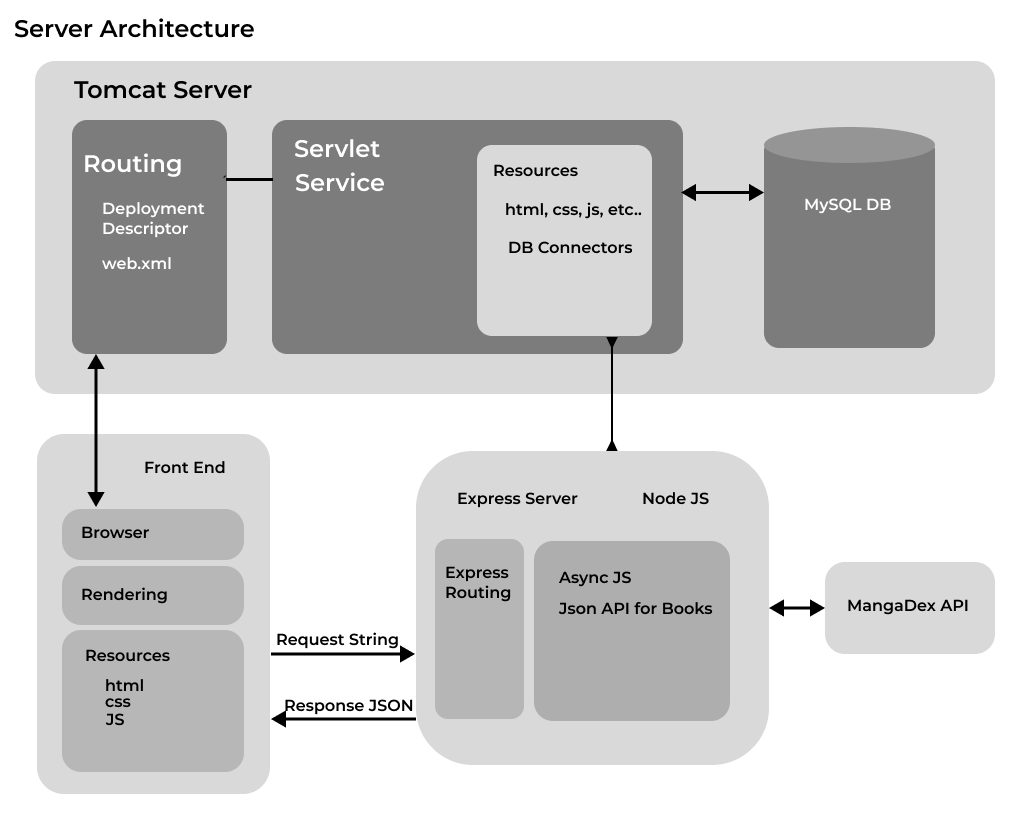 Server Architecture
Tomcat Server
Routing
Deployment
Descriptor
web.xml
Servlet
Service
Resources
html, css, js, etc..
DB Connectors
MySQL DB
Front End
Browser
Rendering
Resources
html
css
JS
Request String
Response JSON
Express Server
Node JS
Express
Routing
Async JS
Json API for Books
MangaDex API